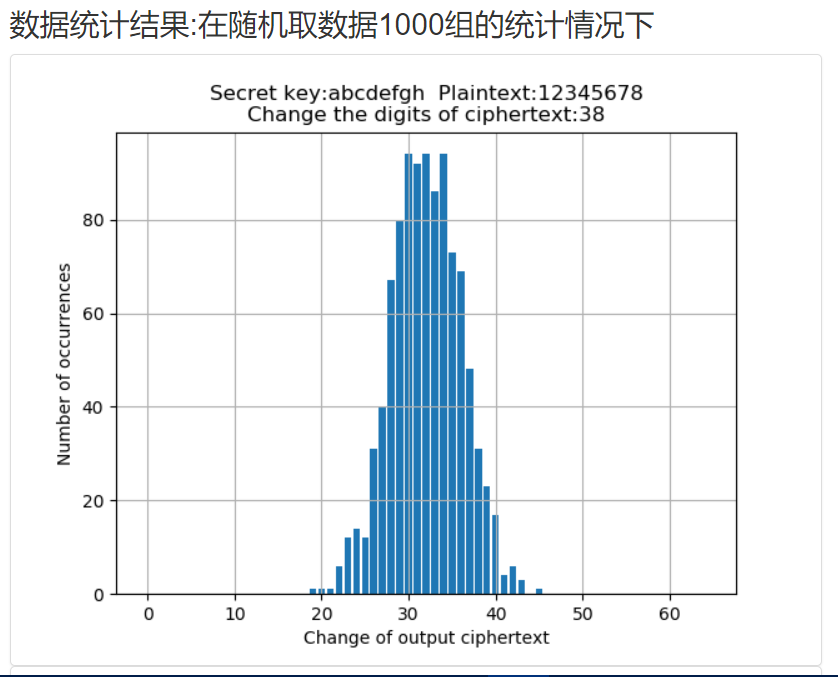 数据统计结果:在随机取数据1000组的统计情况下
Secret key:abcdefgh  Plaintext:12345678
Change the digits of ciphertext:38
Number of occurrences
80
60
40
20
0
0 10 20 30 40 50 60
Change of output ciphertext